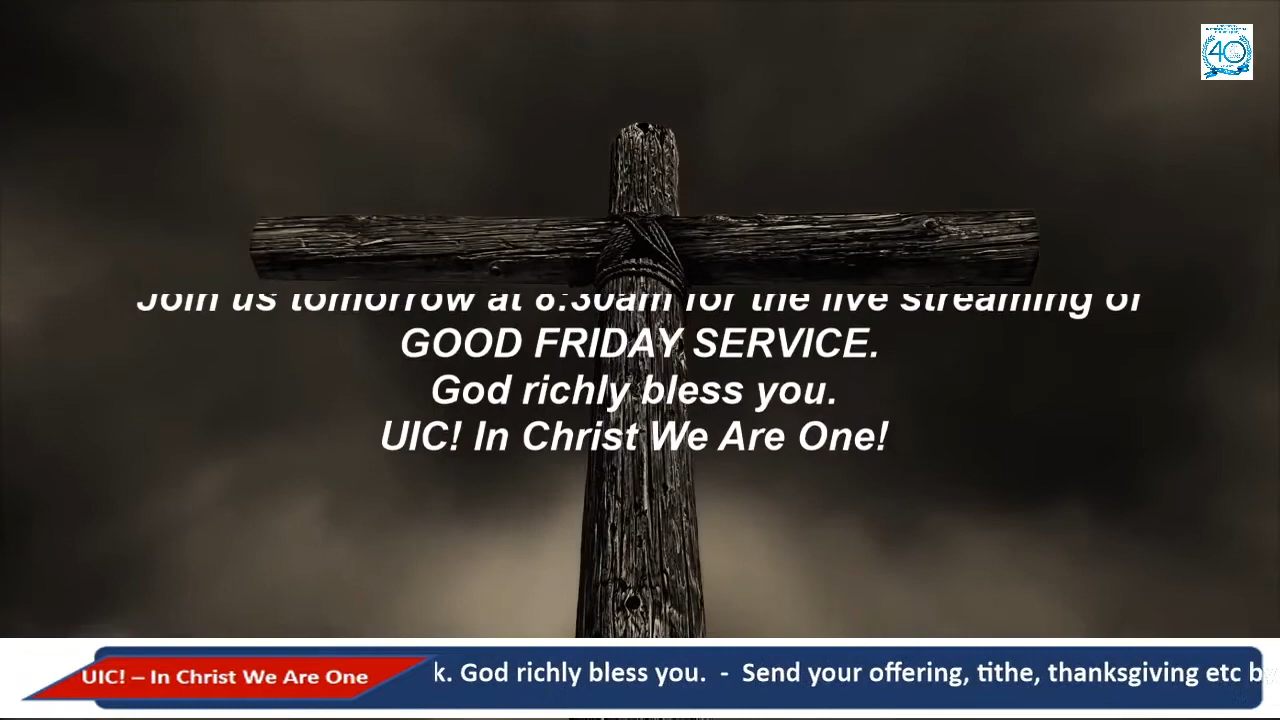 Join us tomorrow at 8:30am for the live streaming of
GOOD FRIDAY SERVICE.
God richly bless you.
UIC! In Christ We Are One!
UIC! – In Christ We Are One
k. God richly bless you. - Send your offering, tithe, thanksgiving etc b
40